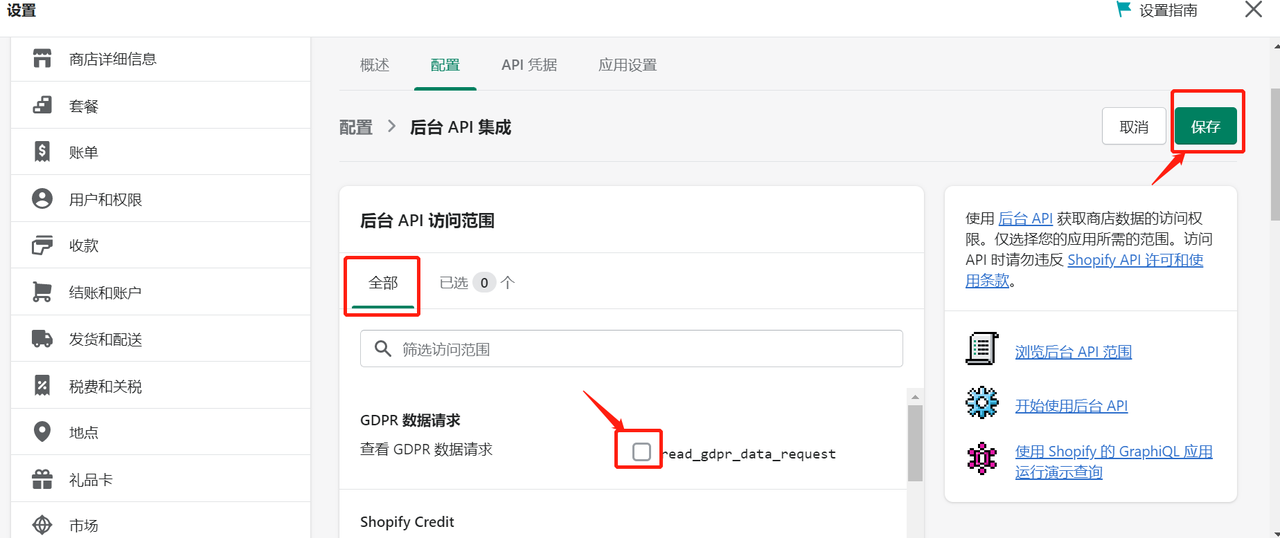 设置
设置指南
商店详细信息
套餐
账单
用户和权限
收款
结账和账户
发货和配送
税费和关税
地点
礼品卡
市场
概述
配置
API 凭据
应用设置
配置
后台 API 集成
取消
保存
后台 API 访问范围
全部
已选 0 个
筛选访问范围
GDPR 数据请求
查看 GDPR 数据请求
read_gdpr_data_request
Shopify Credit
使用 后台 API 获取商店数据的访问权
限。仅选择您的应用所需的范围。访问
API 时请勿违反 Shopify API 许可和使
用条款。
浏览后台 API 范围
开始使用后台 API
使用 Shopify 的 GraphiQL 应用
运行演示查询